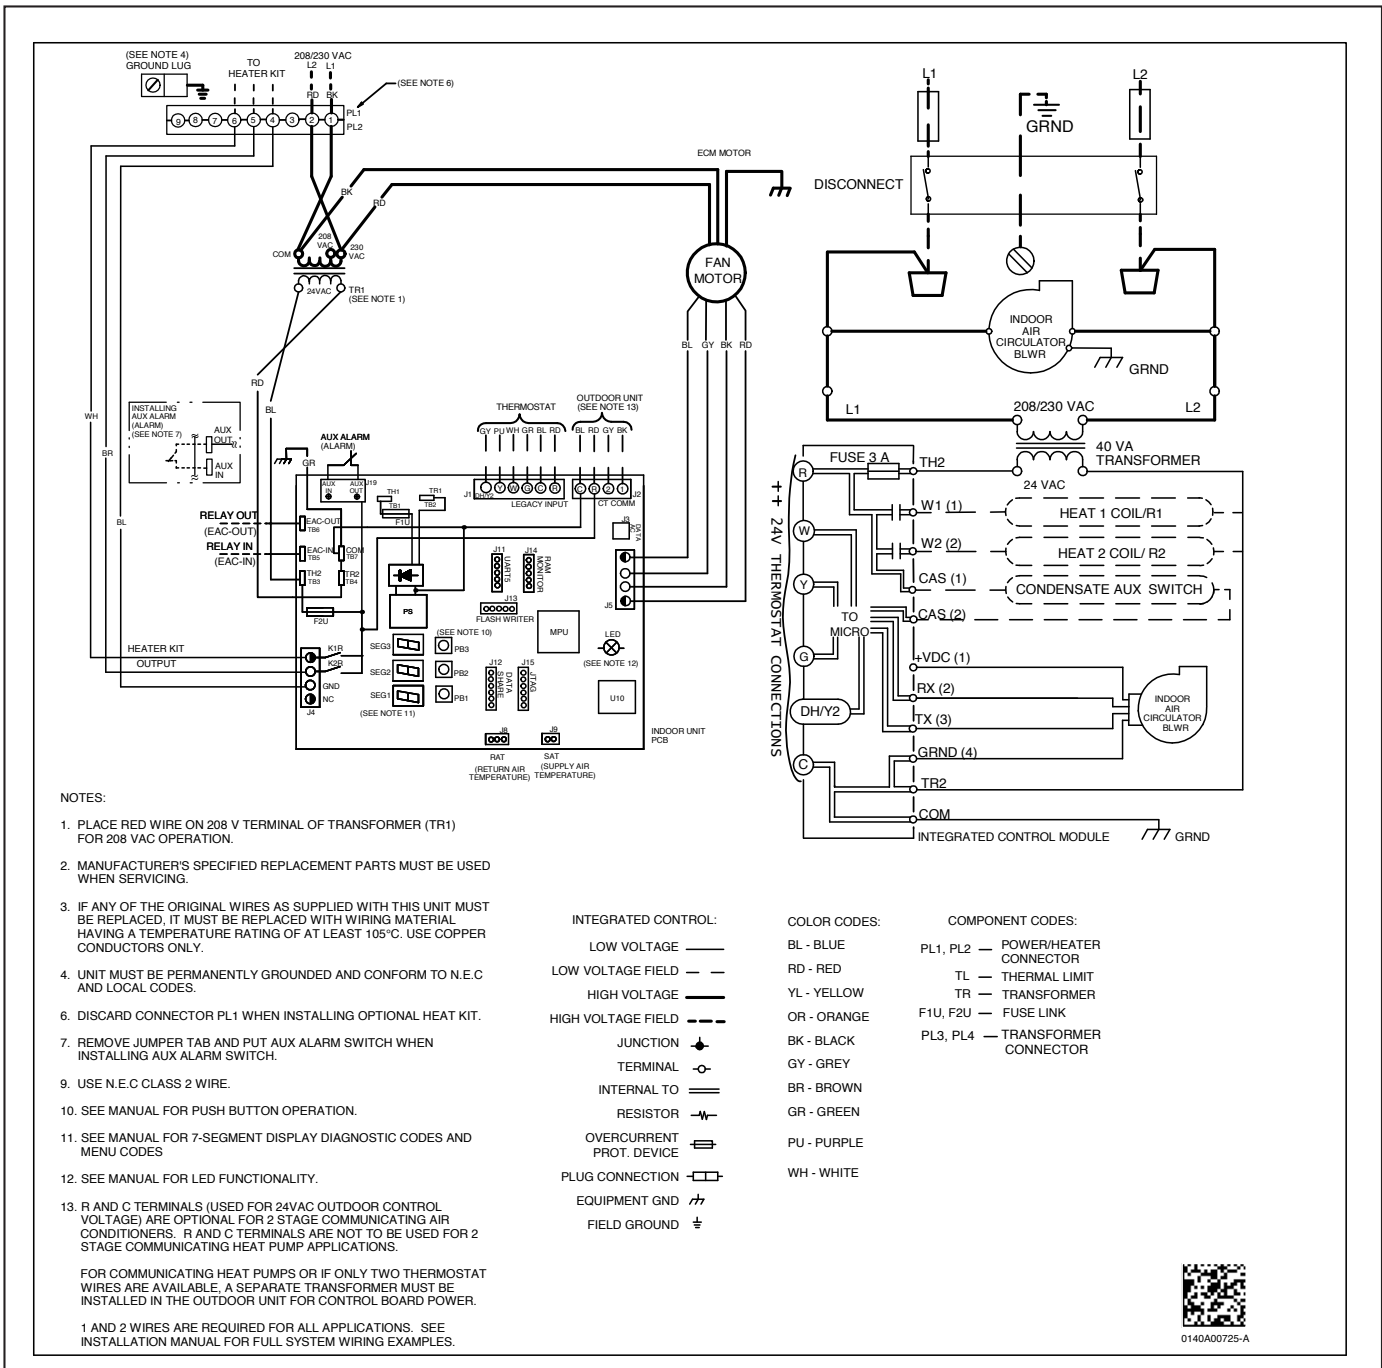 (SEE NOTE 4)
GROUND LUG
TO
HEATER KIT
208/230 VAC
L2 L1
RD BK
(SEE NOTE 6)
PL1
PL2
9 8 7 6 5 4 3 2 1
BK
RD
ECM MOTOR
COM
208
VAC
230
VAC
24VAC
TR1
(SEE NOTE 1)
FAN
MOTOR
BL GY BK RD
RD
BL
WH
BR
BL
INSTALLING
AUX ALARM
(ALARM)
(SEE NOTE 7)
AUX
OUT
AUX
IN
AUX ALARM
(ALARM)
GR
THERMOSTAT
GY PU WH GR BL RD
OUTDOOR UNIT
(SEE NOTE 13)
BL RD GY BK
AUX
IN
AUX
OUT
J19
TH1
TB1
F1U
TR1
TB2
J1
DH/Y2
Y W G C R
LEGACY INPUT
C R 2 1
J2
CT COMM
RELAY OUT
(EAC-OUT)
RELAY IN
(EAC-IN)
EAC-OUT
TB6
EAC-IN
TB5
COM
TB7
TH2
TB3
TR2
TB4
F2U
PS
J11
UART5
J14
RAM
MONITOR
J13
FLASH WRITER
J3
J5
MPU
LED
(SEE NOTE 12)
(SEE NOTE 10)
SEG3
PB3
SEG2
PB2
SEG1
PB1
(SEE NOTE 11)
J12
DATA
SHARE
J15
JTAG
U10
HEATER KIT
OUTPUT
K1R
K2R
GND
NC
J4
J8
RAT
(RETURN AIR
TEMPERATURE)
J9
SAT
(SUPPLY AIR
TEMPERATURE)
INDOOR UNIT
PCB
L1
L2
GRND
DISCONNECT
INDOOR
AIR
CIRCULATOR
BLWR
GRND
L1
208/230 VAC
L2
40 VA
TRANSFORMER
24 VAC
FUSE 3 A
TH2
R
W
Y
G
DH/Y2
C
++ 24V THERMOSTAT CONNECTIONS
TO
MICRO
W1 (1)
HEAT 1 COIL/R1
W2 (2)
HEAT 2 COIL/ R2
CAS (1)
CONDENSATE AUX SWITCH
CAS (2)
+VDC (1)
RX (2)
TX (3)
GRND (4)
TR2
COM
INDOOR
AIR
CIRCULATOR
BLWR
INTEGRATED CONTROL MODULE
GRND
NOTES:
1. PLACE RED WIRE ON 208 V TERMINAL OF TRANSFORMER (TR1)
FOR 208 VAC OPERATION.
2. MANUFACTURER'S SPECIFIED REPLACEMENT PARTS MUST BE USED
WHEN SERVICING.
3. IF ANY OF THE ORIGINAL WIRES AS SUPPLIED WITH THIS UNIT MUST
BE REPLACED, IT MUST BE REPLACED WITH WIRING MATERIAL
HAVING A TEMPERATURE RATING OF AT LEAST 105°C. USE COPPER
CONDUCTORS ONLY.
4. UNIT MUST BE PERMANENTLY GROUNDED AND CONFORM TO N.E.C
AND LOCAL CODES.
6. DISCARD CONNECTOR PL1 WHEN INSTALLING OPTIONAL HEAT KIT.
7. REMOVE JUMPER TAB AND PUT AUX ALARM SWITCH WHEN
INSTALLING AUX ALARM SWITCH.
9. USE N.E.C CLASS 2 WIRE.
10. SEE MANUAL FOR PUSH BUTTON OPERATION.
11. SEE MANUAL FOR 7-SEGMENT DISPLAY DIAGNOSTIC CODES AND
MENU CODES
12. SEE MANUAL FOR LED FUNCTIONALITY.
13. R AND C TERMINALS (USED FOR 24VAC OUTDOOR CONTROL
VOLTAGE) ARE OPTIONAL FOR 2 STAGE COMMUNICATING AIR
CONDITIONERS. R AND C TERMINALS ARE NOT TO BE USED FOR 2
STAGE COMMUNICATING HEAT PUMP APPLICATIONS.
FOR COMMUNICATING HEAT PUMPS OR IF ONLY TWO THERMOSTAT
WIRES ARE AVAILABLE, A SEPARATE TRANSFORMER MUST BE
INSTALLED IN THE OUTDOOR UNIT FOR CONTROL BOARD POWER.
1 AND 2 WIRES ARE REQUIRED FOR ALL APPLICATIONS. SEE
INSTALLATION MANUAL FOR FULL SYSTEM WIRING EXAMPLES.
INTEGRATED CONTROL:
LOW VOLTAGE
LOW VOLTAGE FIELD
HIGH VOLTAGE
HIGH VOLTAGE FIELD
JUNCTION
TERMINAL
INTERNAL TO
RESISTOR
OVERCURRENT
PROT. DEVICE
PLUG CONNECTION
EQUIPMENT GND
FIELD GROUND
COLOR CODES:
BL - BLUE
RD - RED
YL - YELLOW
OR - ORANGE
BK - BLACK
GY - GREY
BR - BROWN
GR - GREEN
PU - PURPLE
WH - WHITE
COMPONENT CODES:
PL1, PL2 — POWER/HEATER
CONNECTOR
TL — THERMAL LIMIT
TR — TRANSFORMER
F1U, F2U — FUSE LINK
PL3, PL4 — TRANSFORMER
CONNECTOR
0140A00725-A